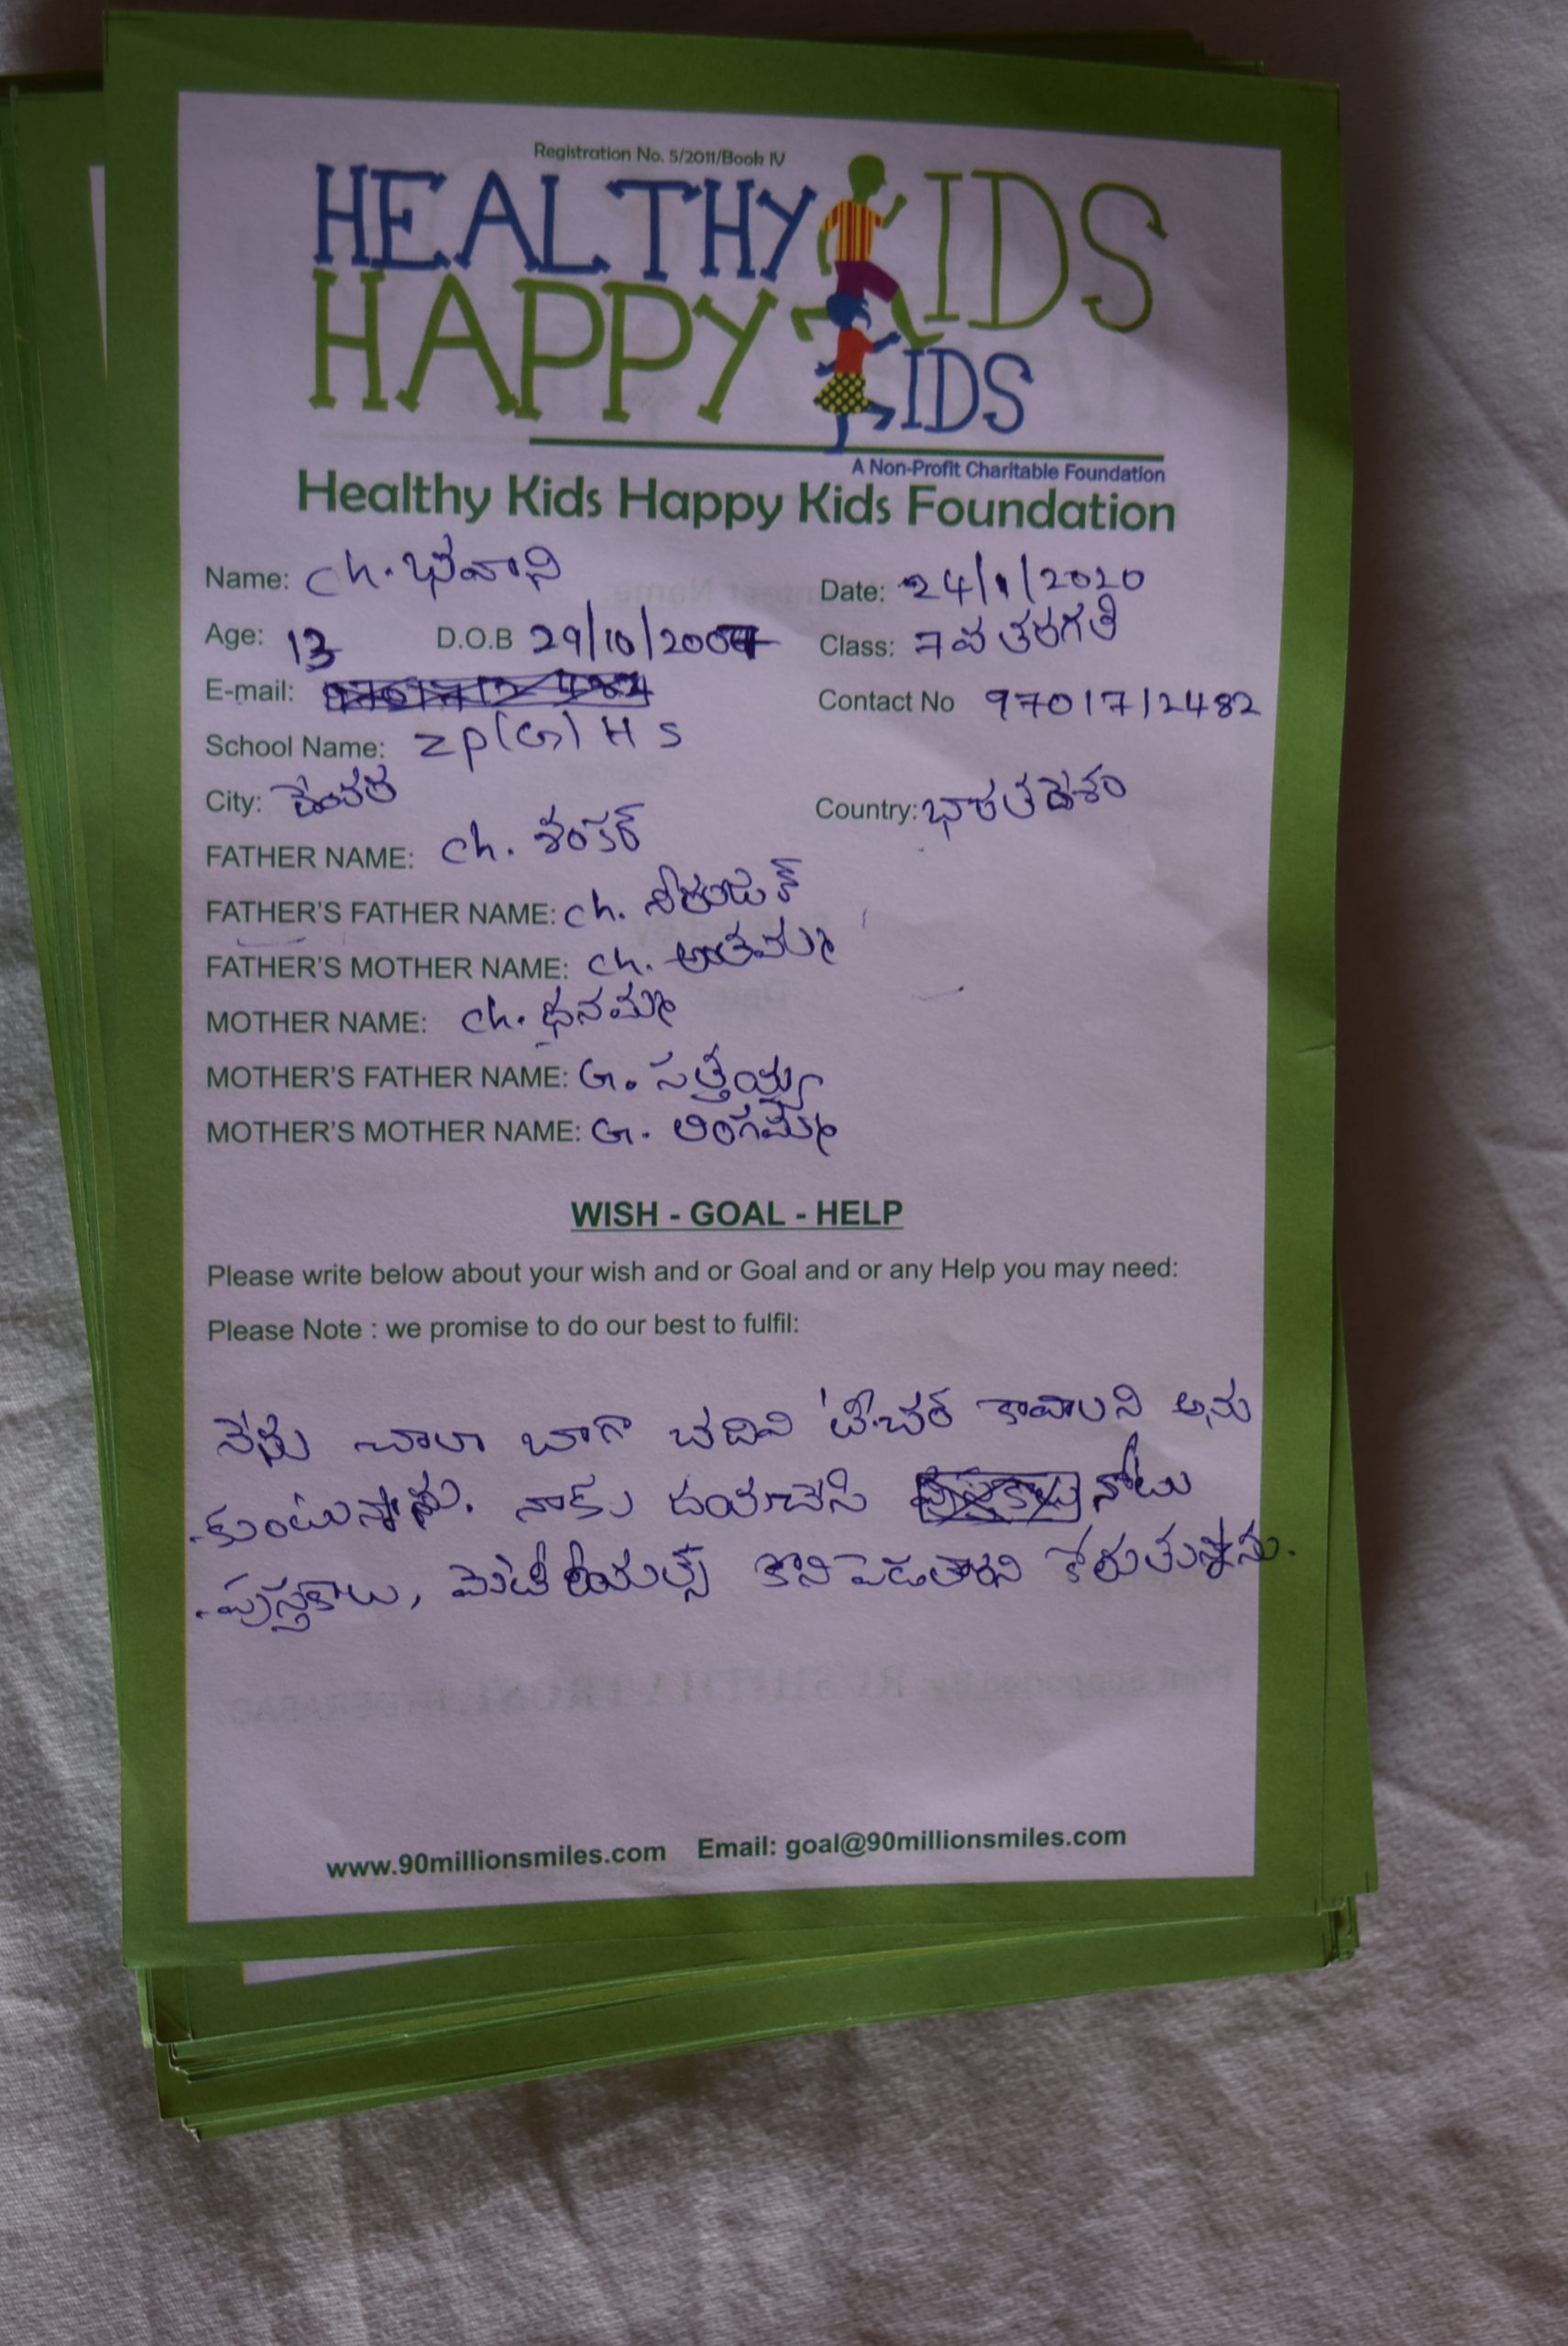 Registration No. 5/2011/Book IV
HEALTHY KIDS
HAPPY KIDS
A Non-Profit Charitable Foundation
Healthy Kids Happy Kids Foundation
Name: Ch. భవాని Date: 24/1/2020
Age: 13 D.O.B 29/10/2007 Class: 7వ తరగతి
E-mail: Contact No 9701712482
School Name: ZP(G) H S
City: Country: భారతదేశం
FATHER NAME: Ch. శంకర్
FATHER'S FATHER NAME: Ch.
FATHER'S MOTHER NAME: Ch.
MOTHER NAME: Ch. ధనమ్మ
MOTHER'S FATHER NAME: G. సత్తయ్య
MOTHER'S MOTHER NAME: G. లింగమ్మ
WISH - GOAL - HELP
Please write below about your wish and or Goal and or any Help you may need:
Please Note : we promise to do our best to fulfil:
నేను చాలా బాగా చదివి టీచర్ కావాలని అను
కుంటున్నాను. నాకు దయచేసి నోటు
పుస్తకాలు, మెటీరియల్స్ కొనిపెడతారని కోరుతున్నాను.
www.90millionsmiles.com Email: goal@90millionsmiles.com